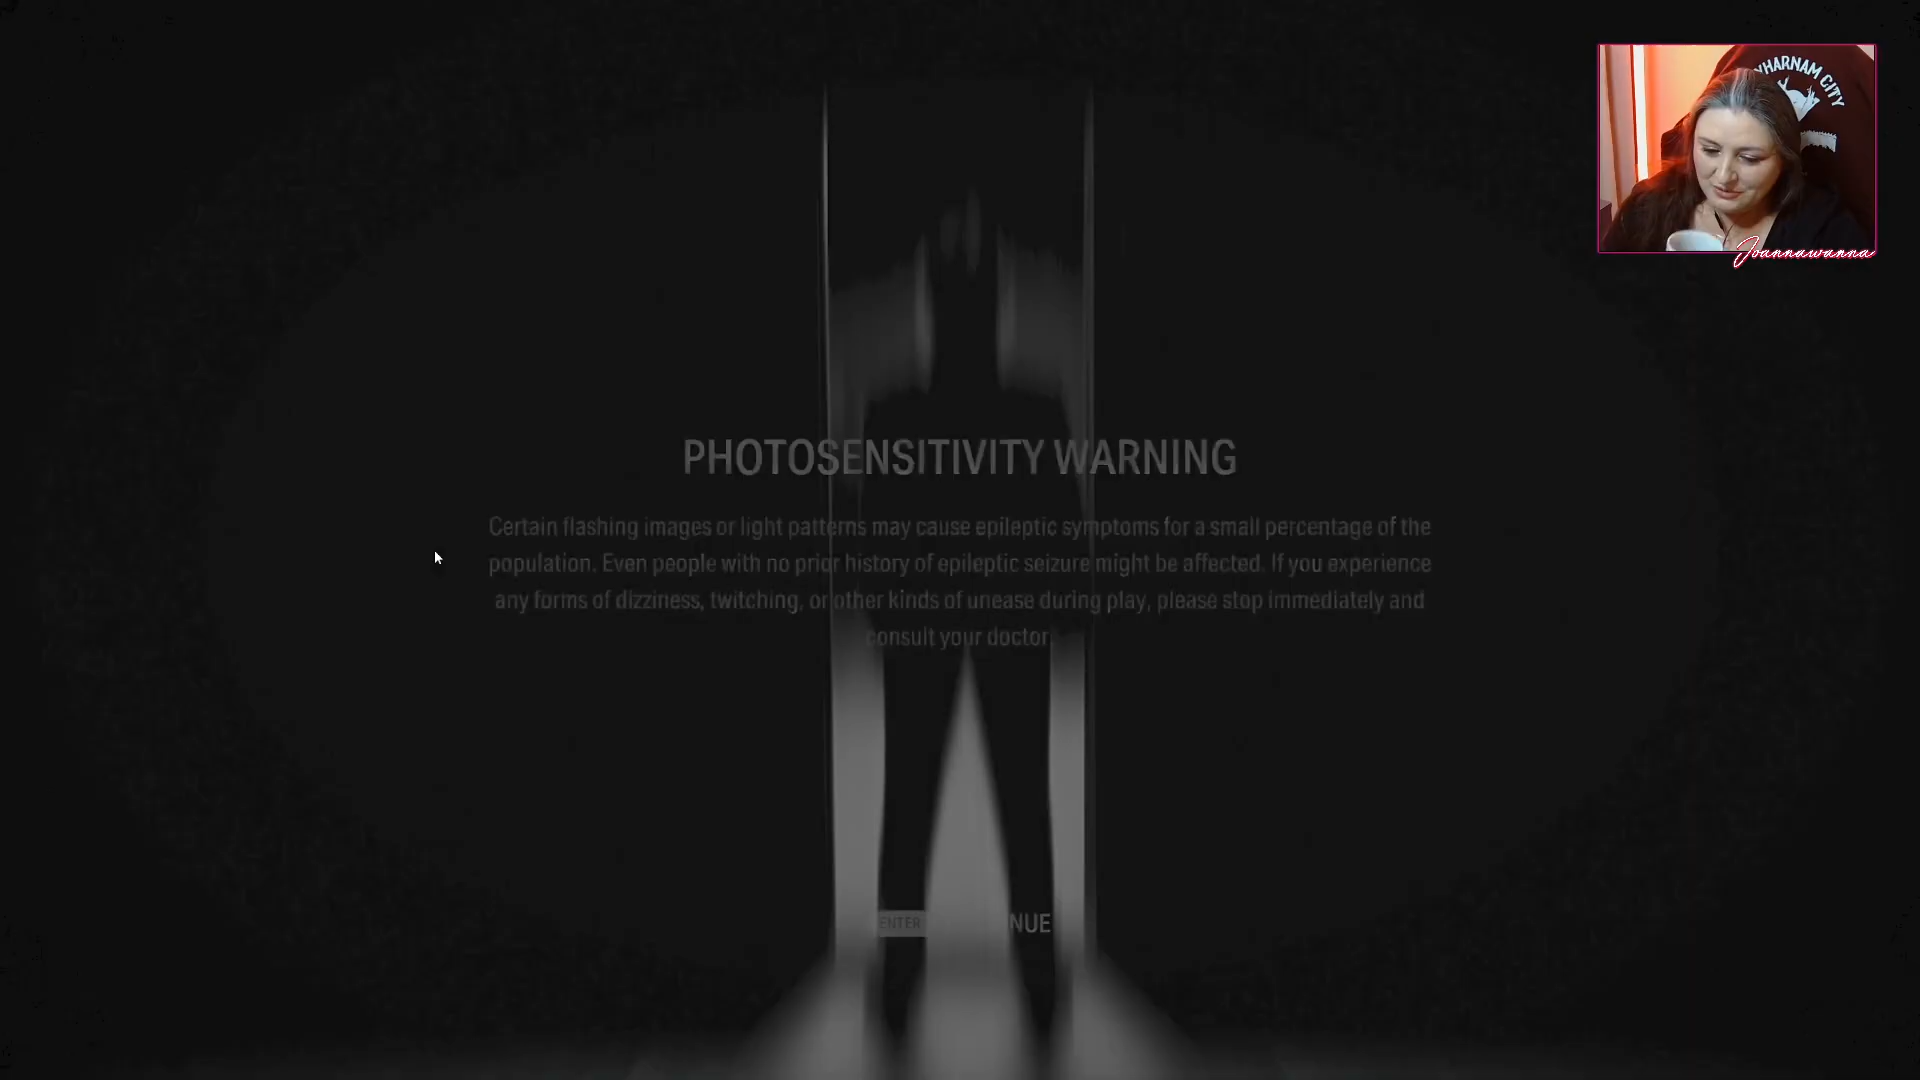 YHARNAM CITY
Joannawanna
PHOTOSENSITIVITY WARNING
Certain flashing images or light patterns may cause epileptic symptoms for a small percentage of the
population. Even people with no prior history of epileptic seizure might be affected. If you experience
any forms of dizziness, twitching, or other kinds of unease during play, please stop immediately and
consult your doctor.
ENTER NUE